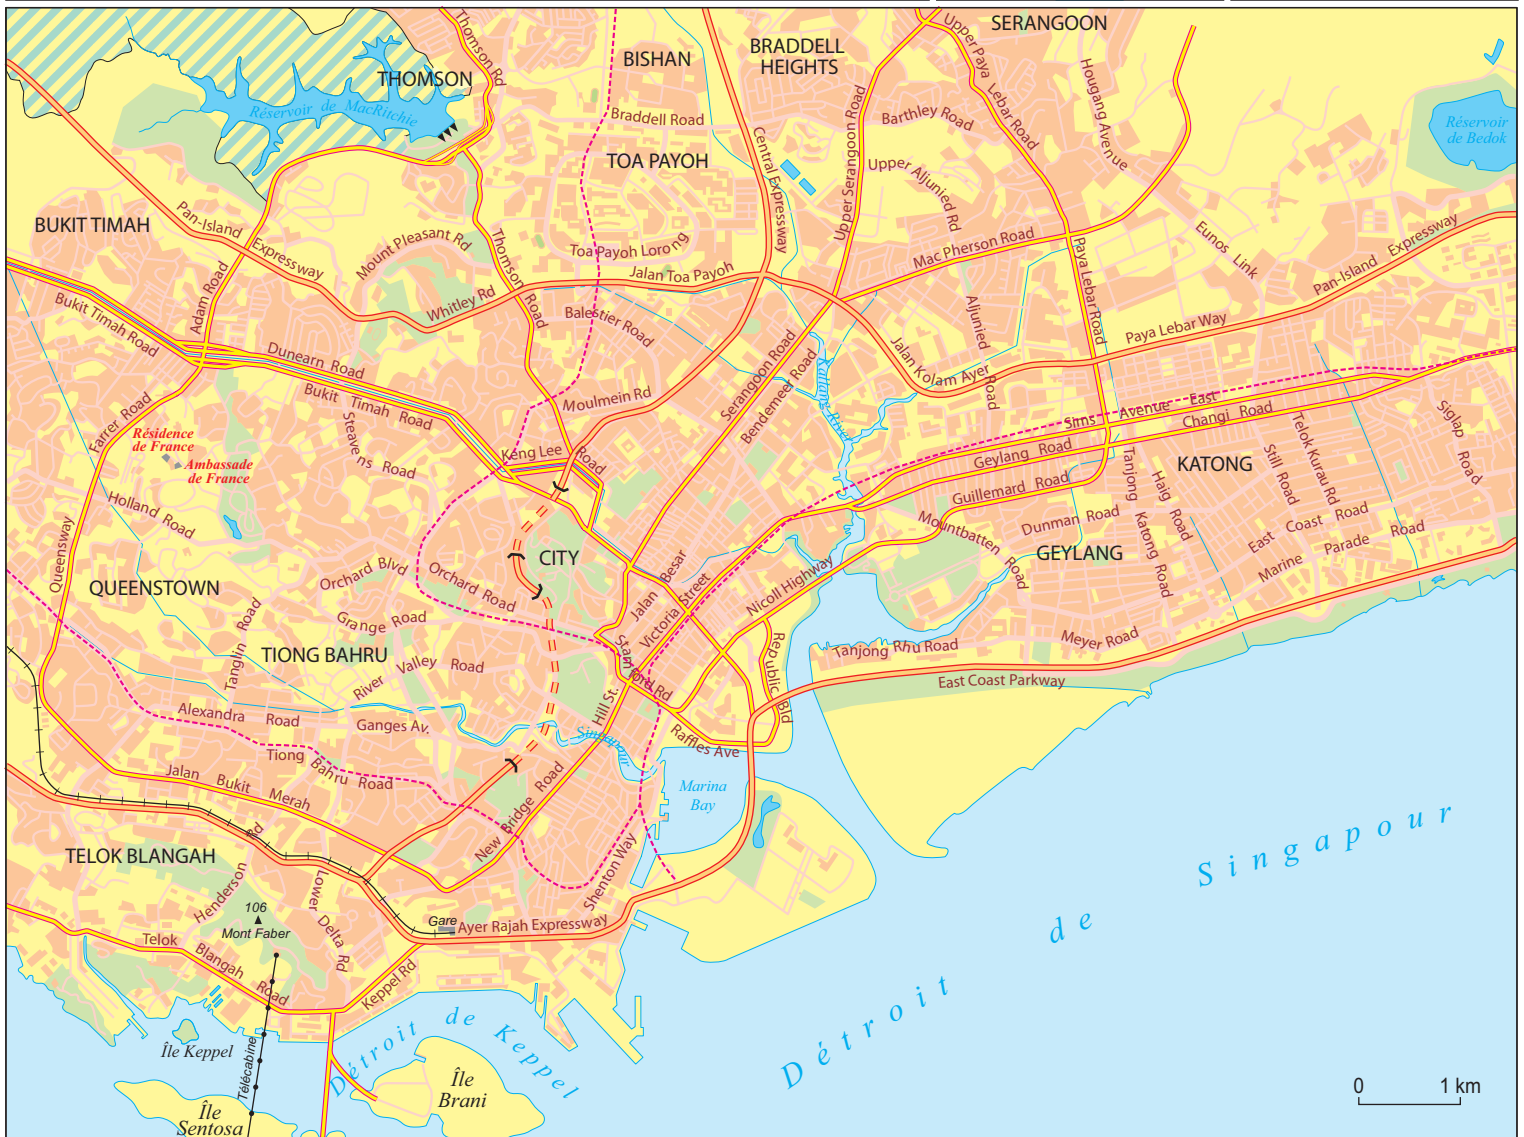 SERANGOON
Thomson Rd
Upper Paya Lebar Road
BISHAN
BRADDELL
HEIGHTS
THOMSON
Hougang Avenue
Réservoir de MacRitchie
Braddell Road
Barthley Road
Réservoir
de Bedok
Central Expressway
Upper Serangoon Road
TOA PAYOH
Upper Aljunied Rd
BUKIT TIMAH
Pan-Island Expressway
Mount Pleasant Rd
Thomson Road
Toa Payoh Lorong
Jalan Toa Payoh
Mac Pherson Road
Eunos Link
Pan-Island Expressway
Adam Road
Whitley Rd
Balestier Road
Aljunied Road
Paya Lebar Road
Paya Lebar Way
Bukit Timah Road
Dunearn Road
Bukit Timah Road
Serangoon Road
Bendemeer Road
Kallang River
Jalan Kolam Ayer
Moulmein Rd
Farrer Road
Steavens Road
Sims Avenue East
Changi Road
Siglap Road
Résidence
de France
Ambassade
de France
Keng Lee Road
Geylang Road
KATONG
Telok Kurau Rd
Still Road
Haig Road
Tanjong Katong Road
Guillemard Road
Holland Road
Queensway
Mountbatten Road
Dunman Road
East Coast Road
Marine Parade Road
GEYLANG
CITY
QUEENSTOWN
Orchard Blvd
Orchard Road
Jalan Besar
Victoria Street
Nicoll Highway
Grange Road
Tanglin Road
TIONG BAHRU
River Valley Road
Stamford Rd
Republic Bld
Tanjong Rhu Road
Meyer Road
East Coast Parkway
Alexandra Road
Ganges Av.
Hill St.
Singapour
Raffles Ave
Tiong Bahru Road
Jalan Bukit Merah
Marina
Bay
New Bridge Road
Shenton Way
TELOK BLANGAH
Henderson Rd
Lower Delta Rd
106
Mont Faber
Gare
Ayer Rajah Expressway
Telok Blangah Road
Keppel Rd
Détroit de Singapour
Détroit de Keppel
Île Keppel
Télécabine
Île
Brani
Île
Sentosa
0 1 km